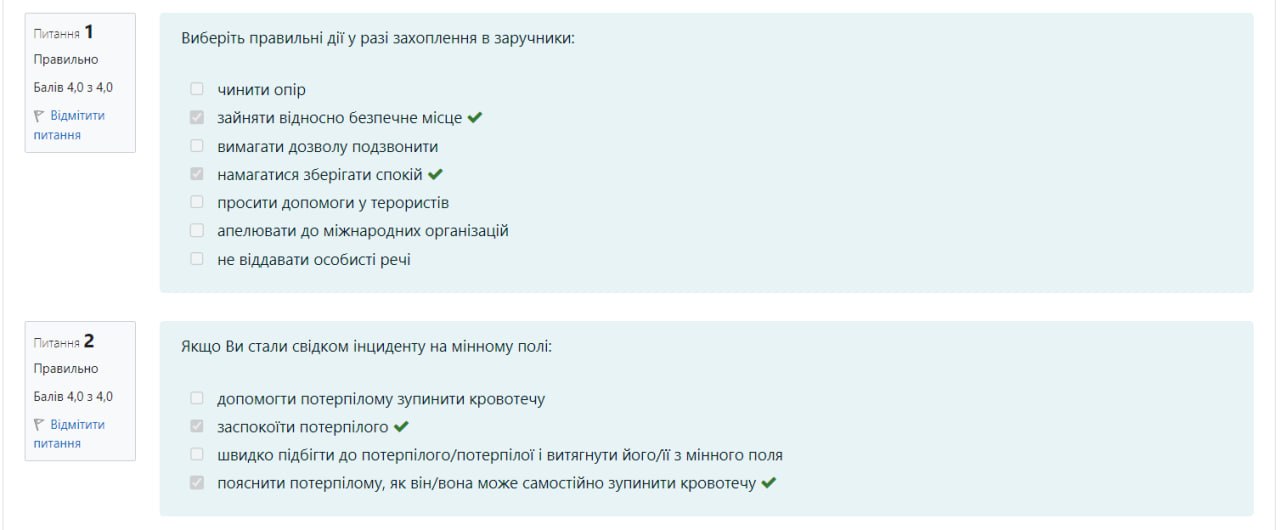 Питання 1
Правильно
Балів 4,0 з 4,0
Відмітити
питання
Виберіть правильні дії у разі захоплення в заручники:
чинити опір
зайняти відносно безпечне місце
вимагати дозволу подзвонити
намагатися зберігати спокій
просити допомоги у терористів
апелювати до міжнародних організацій
не віддавати особисті речі
Питання 2
Правильно
Балів 4,0 з 4,0
Відмітити
питання
Якщо Ви стали свідком інциденту на мінному полі:
допомогти потерпілому зупинити кровотечу
заспокоїти потерпілого
швидко підбігти до потерпілого/потерпілої і витягнути його/її з мінного поля
пояснити потерпілому, як він/вона може самостійно зупинити кровотечу